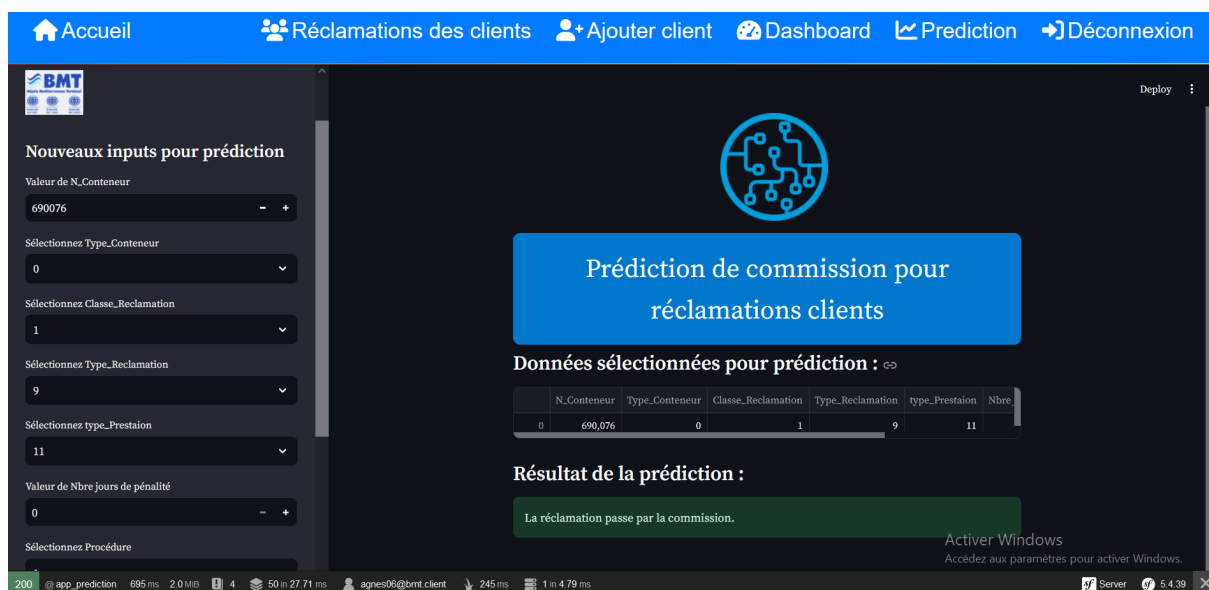 Accueil
Réclamations des clients
Ajouter client
Dashboard
Prediction
Déconnexion
BMT
Deploy
Nouveaux inputs pour prédiction
Valeur de N_Conteneur
690076
Sélectionnez Type_Conteneur
0
Sélectionnez Classe_Reclamation
1
Sélectionnez Type_Reclamation
9
Sélectionnez type_Prestaion
11
Valeur de Nbre jours de pénalité
0
Sélectionnez Procédure
Prédiction de commission pour
réclamations clients
Données sélectionnées pour prédiction :
N_Conteneur Type_Conteneur Classe_Reclamation Type_Reclamation type_Prestaion Nbre
0 690,076 0 1 9 11
Résultat de la prédiction :
La réclamation passe par la commission.
Activer Windows
Accédez aux paramètres pour activer Windows.
200 @ app_prediction 695 ms 2.0 MiB 4 50 in 27.71 ms agnes06@bmt.client 245 ms 1 in 4.79 ms Server 5.4.39